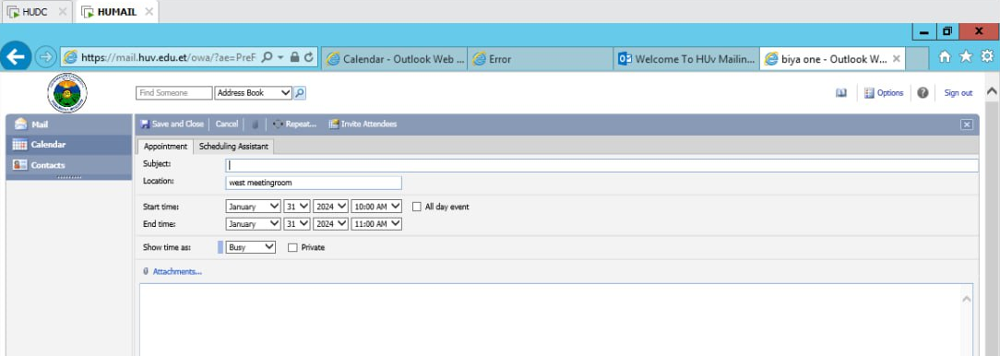 HUDC HUMAIL
https://mail.huv.edu.et/owa/?ae=PreF Calendar - Outlook Web ... Error Welcome To HUv Mailin... biya one - Outlook W...
Find Someone Address Book Options Sign out
Mail
Calendar
Contacts
Save and Close Cancel Repeat... Invite Attendees
Appointment Scheduling Assistant
Subject:
Location: west meetingroom
Start time: January 31 2024 10:00 AM All day event
End time: January 31 2024 11:00 AM
Show time as: Busy Private
Attachments...